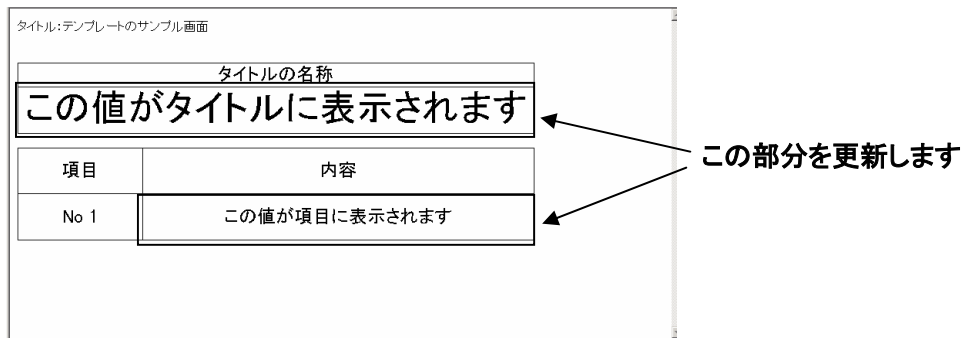 タイトル:テンプレートのサンプル画面
タイトルの名称
この値がタイトルに表示されます
この部分を更新します
項目 内容
No 1 この値が項目に表示されます